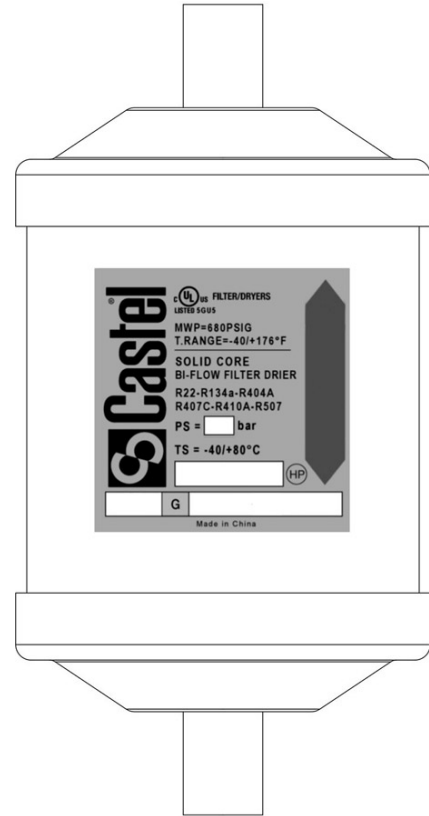 ® Castel
C UL US FILTER/DRYERS
LISTED 5GU5
MWP=680PSIG
T.RANGE=-40/+176°F
SOLID CORE
BI-FLOW FILTER DRIER
R22-R134a-R404A
R407C-R410A-R507
PS = bar
TS = -40/+80°C
HP
G
Made in China